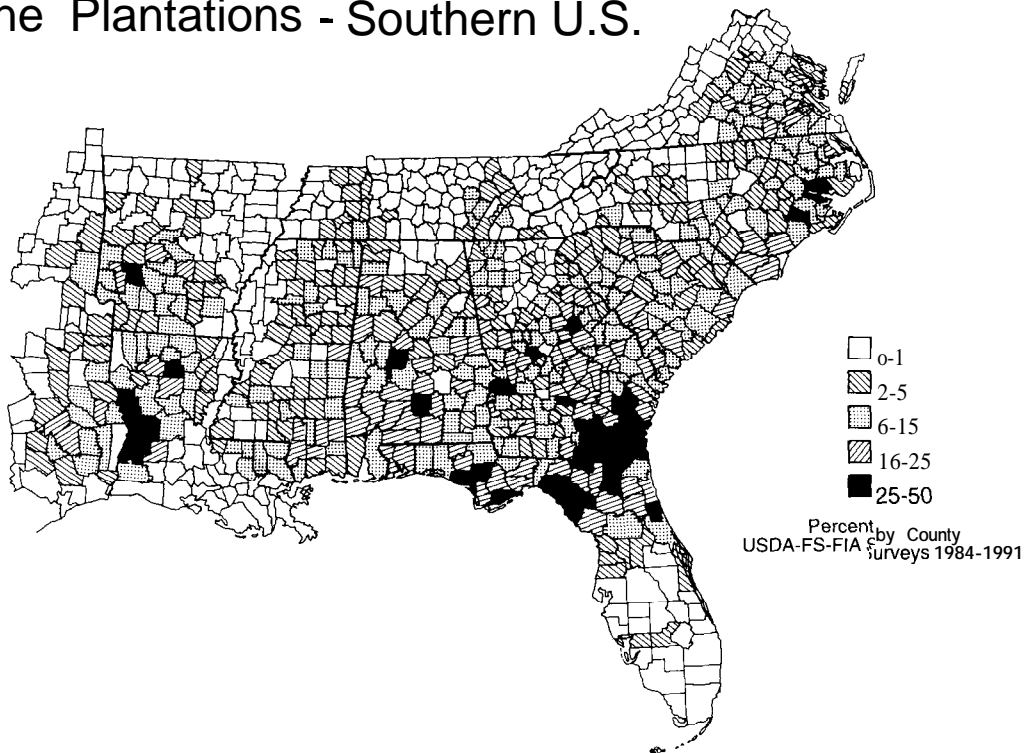 ne Plantations - Southern U.S.
o-1
2-5
6-15
16-25
25-50
Percent by County
USDA-FS-FIA Surveys 1984-1991